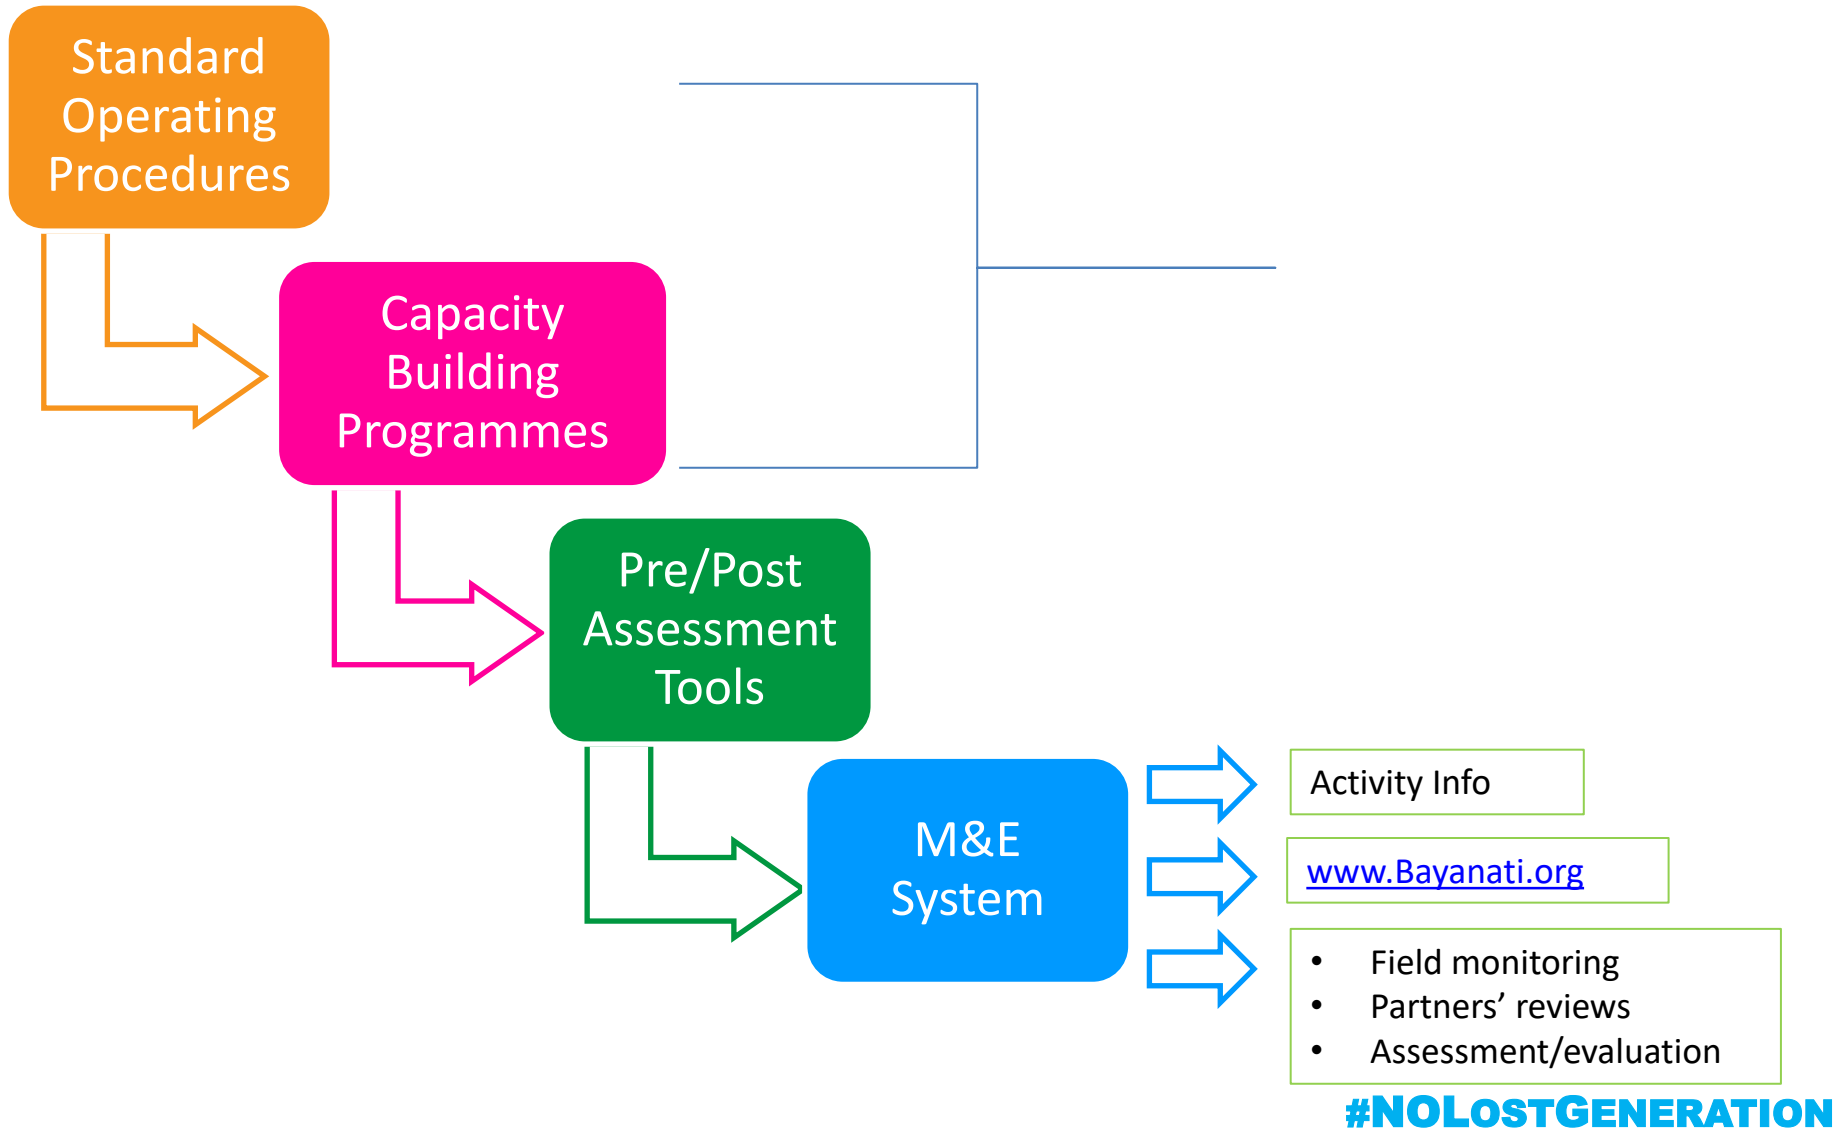 Standard
Operating
Procedures
Capacity
Building
Programmes
Pre/Post
Assessment
Tools
M&E
System
Activity Info
www.Bayanati.org
• Field monitoring
• Partners’ reviews
• Assessment/evaluation
#NOLOSTGENERATION